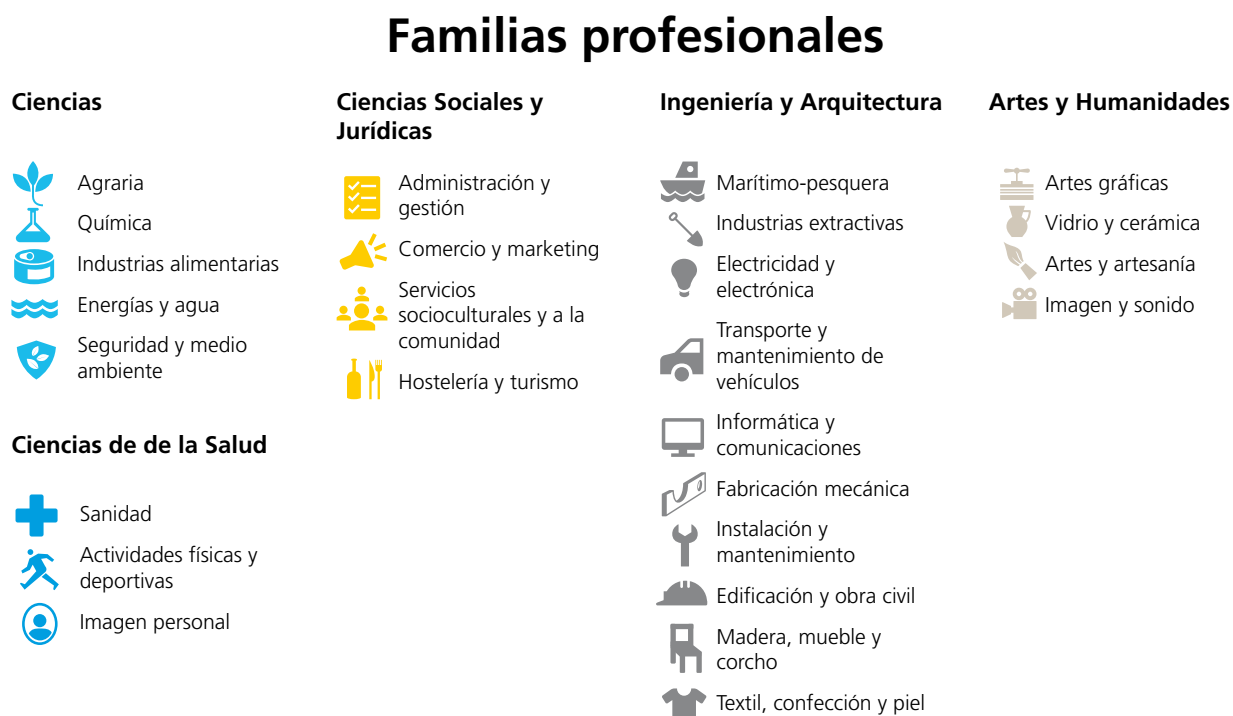 Familias profesionales
Ciencias
Agraria
Química
Industrias alimentarias
Energías y agua
Seguridad y medio
ambiente
Ciencias de de la Salud
Sanidad
Actividades físicas y
deportivas
Imagen personal
Ciencias Sociales y
Jurídicas
Administración y
gestión
Comercio y marketing
Servicios
socioculturales y a la
comunidad
Hostelería y turismo
Ingeniería y Arquitectura
Marítimo-pesquera
Industrias extractivas
Electricidad y
electrónica
Transporte y
mantenimiento de
vehículos
Informática y
comunicaciones
Fabricación mecánica
Instalación y
mantenimiento
Edificación y obra civil
Madera, mueble y
corcho
Textil, confección y piel
Artes y Humanidades
Artes gráficas
Vidrio y cerámica
Artes y artesanía
Imagen y sonido